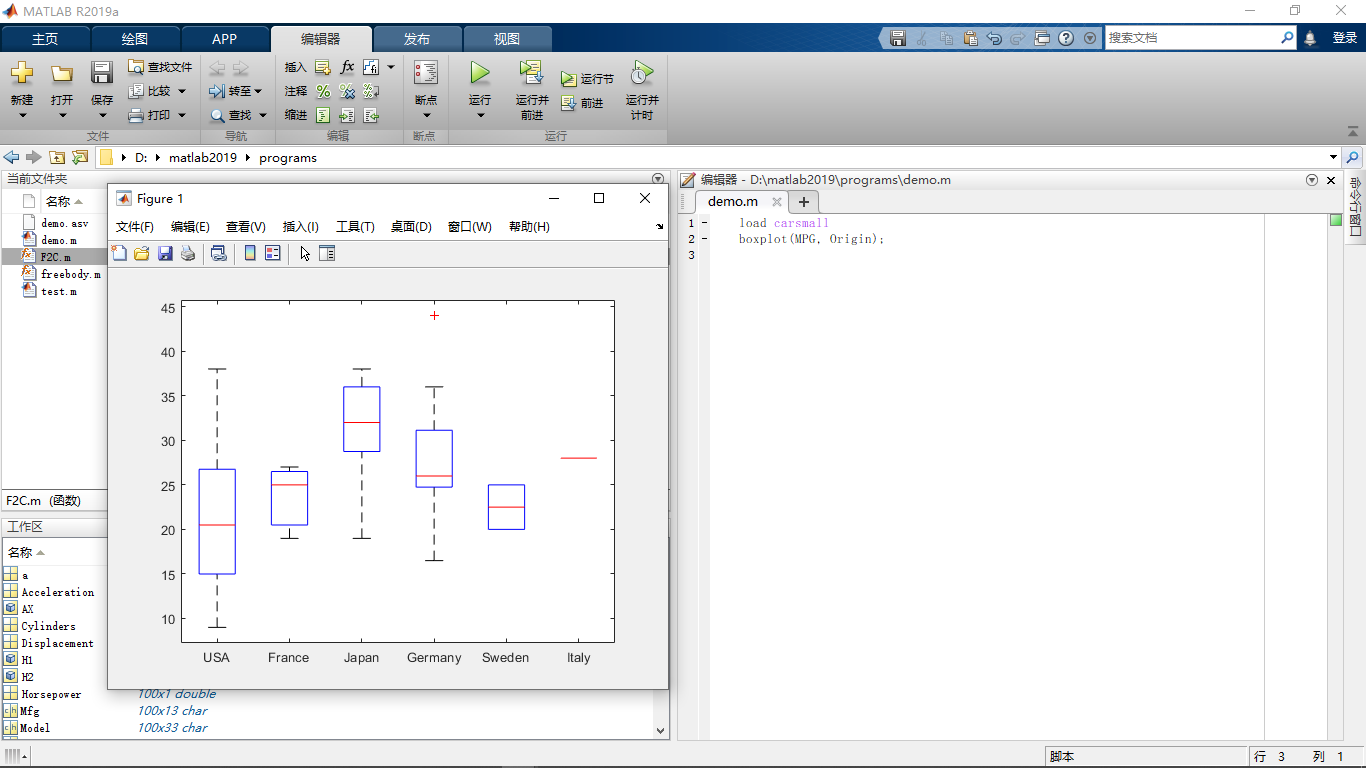 MATLAB R2019a
主页 绘图 APP 编辑器 发布 视图 搜索文档 登录
新建 打开 保存 查找文件 比较 打印 转至 查找 插入 fx 注释 缩进 断点 运行 运行并前进 运行节 前进 运行并计时
文件 导航 编辑 断点 运行
D: matlab2019 programs
当前文件夹
名称
demo.asv
demo.m
F2C.m
freebody.m
test.m
F2C.m (函数)
工作区
名称
a
Acceleration
AX
Cylinders
Displacement
H1
H2
Horsepower 100x1 double
Mfg 100x13 char
Model 100x33 char
Figure 1
文件(F) 编辑(E) 查看(V) 插入(I) 工具(T) 桌面(D) 窗口(W) 帮助(H)
45
40
35
30
25
20
15
10
USA France Japan Germany Sweden Italy
编辑器 - D:\matlab2019\programs\demo.m
demo.m
1 - load carsmall
2 - boxplot(MPG, Origin);
3
命令行窗口
脚本 行 3 列 1